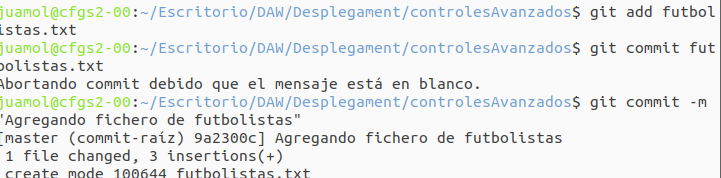 juamol@cfgs2-00:~/Escritorio/DAW/Desplegament/controlesAvanzados$ git add futbol
istas.txt
juamol@cfgs2-00:~/Escritorio/DAW/Desplegament/controlesAvanzados$ git commit fut
bolistas.txt
Abortando commit debido que el mensaje está en blanco.
juamol@cfgs2-00:~/Escritorio/DAW/Desplegament/controlesAvanzados$ git commit -m
"Agregando fichero de futbolistas"
[master (commit-raíz) 9a2300c] Agregando fichero de futbolistas
1 file changed, 3 insertions(+)
create mode 100644 futbolistas.txt